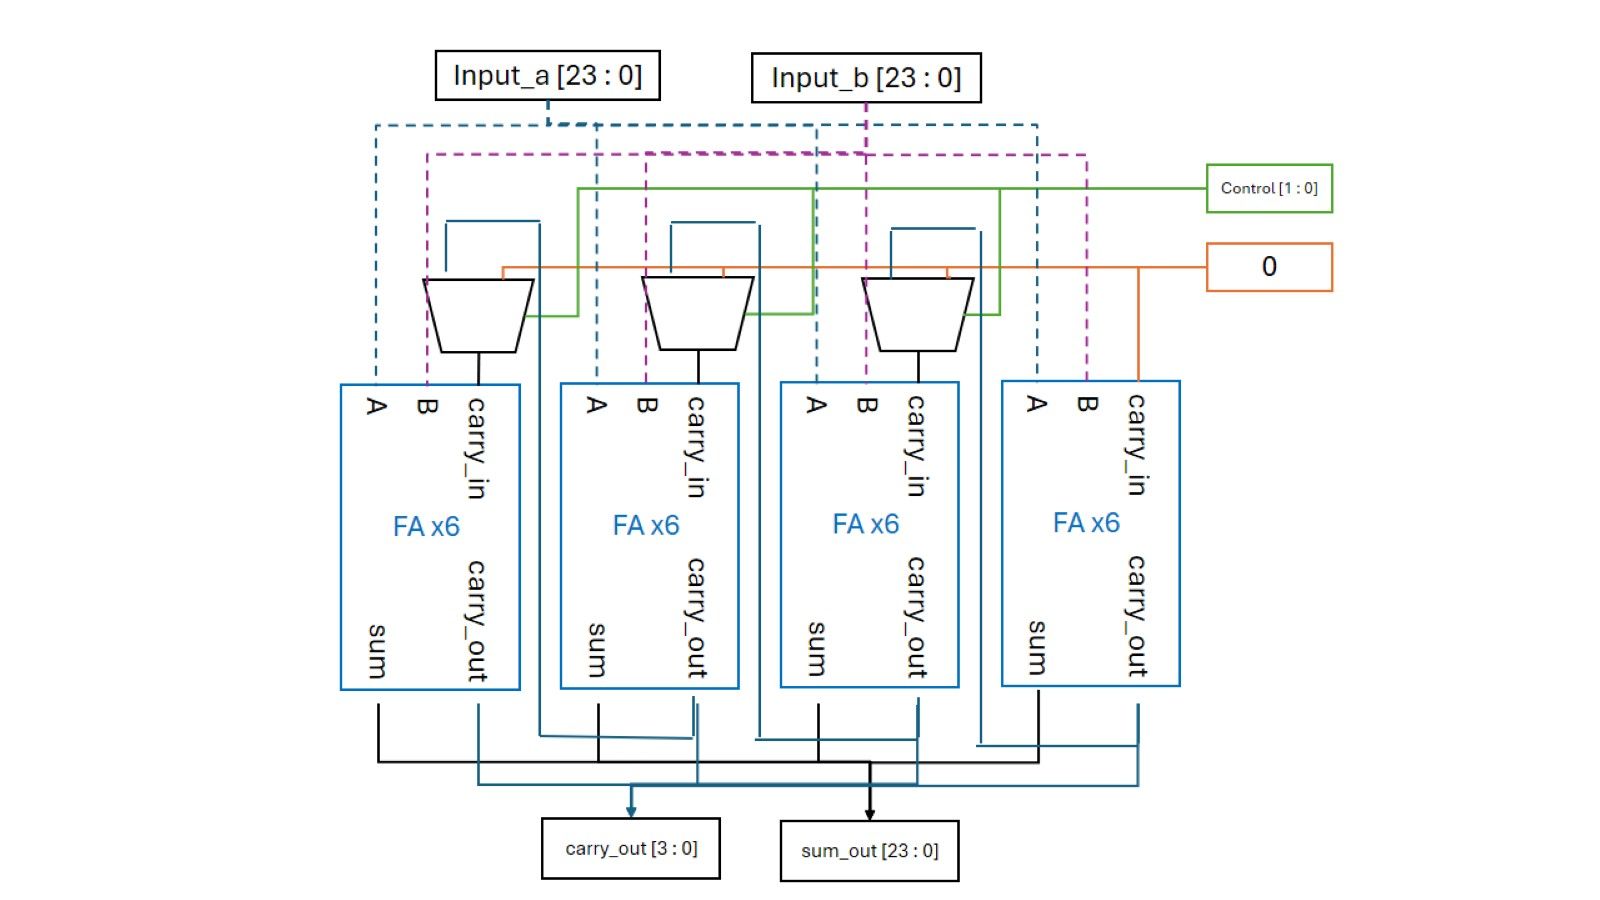 Input_a [23 : 0]
Input_b [23 : 0]
Control [1 : 0]
0
A
B
carry_in
A
B
carry_in
A
B
carry_in
A
B
carry_in
FA x6
FA x6
FA x6
FA x6
sum
carry_out
sum
carry_out
sum
carry_out
sum
carry_out
carry_out [3 : 0]
sum_out [23 : 0]